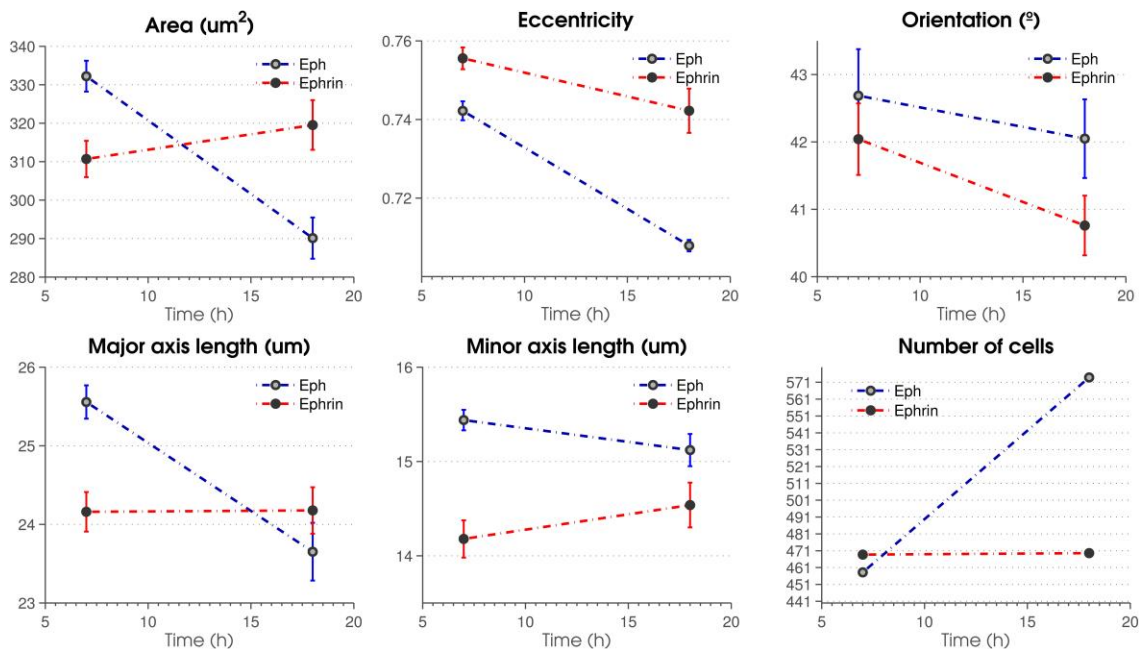 Area (um²)
340
330
320
310
300
290
280
5
10
15
20
Time (h)
Eph
Ephrin
Eccentricity
0.76
0.74
0.72
5
10
15
20
Time (h)
Eph
Ephrin
Orientation (º)
43
42
41
40
5
10
15
20
Time (h)
Eph
Ephrin
Major axis length (um)
26
25
24
23
5
10
15
20
Time (h)
Eph
Ephrin
Minor axis length (um)
16
15
14
5
10
15
20
Time (h)
Eph
Ephrin
Number of cells
571
561
551
541
531
521
511
501
491
481
471
461
451
441
5
10
15
20
Time (h)
Eph
Ephrin